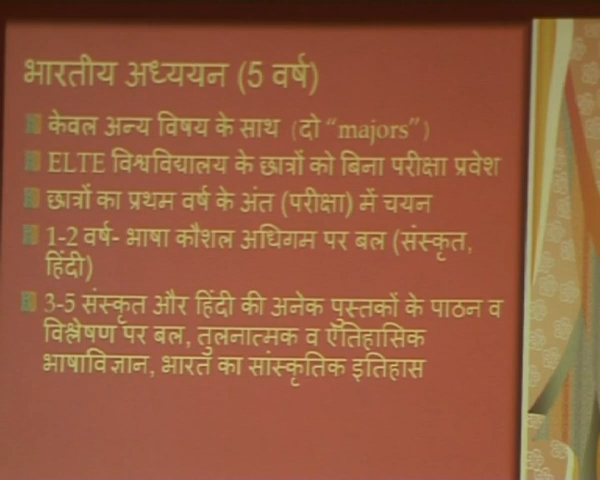 भारतीय अध्ययन (5 वर्ष)
केवल अन्य विषय के साथ (दो “majors”)
ELTE विश्वविद्यालय के छात्रों को बिना परीक्षा प्रवेश
छात्रों का प्रथम वर्ष के अंत (परीक्षा) में चयन
1-2 वर्ष- भाषा कौशल अधिगम पर बल (संस्कृत,
हिंदी)
3-5 संस्कृत और हिंदी की अनेक पुस्तकों के पाठन व
विश्लेषण पर बल, तुलनात्मक व ऐतिहासिक
भाषाविज्ञान, भारत का सांस्कृतिक इतिहास